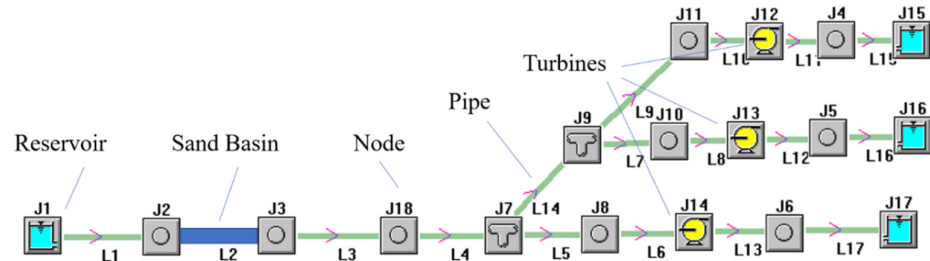 J11 J12 J4 J15
L10 L11 L15
Turbines
Pipe
L9
J9 J10 J13 J5 J16
L7 L8 L12 L16
Reservoir Sand Basin Node
L14
J1 J2 J3 J18 J7 J8 J14 J6 J17
L1 L2 L3 L4 L5 L6 L13 L17